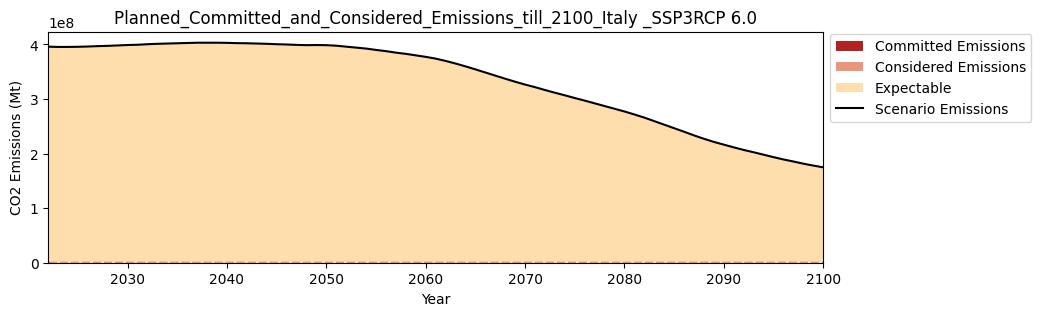 Planned_Committed_and_Considered_Emissions_till_2100_Italy _SSP3RCP 6.0
1e8
4
3
2
1
0
CO2 Emissions (Mt)
2030 2040 2050 2060 2070 2080 2090 2100
Year
Committed Emissions
Considered Emissions
Expectable
Scenario Emissions